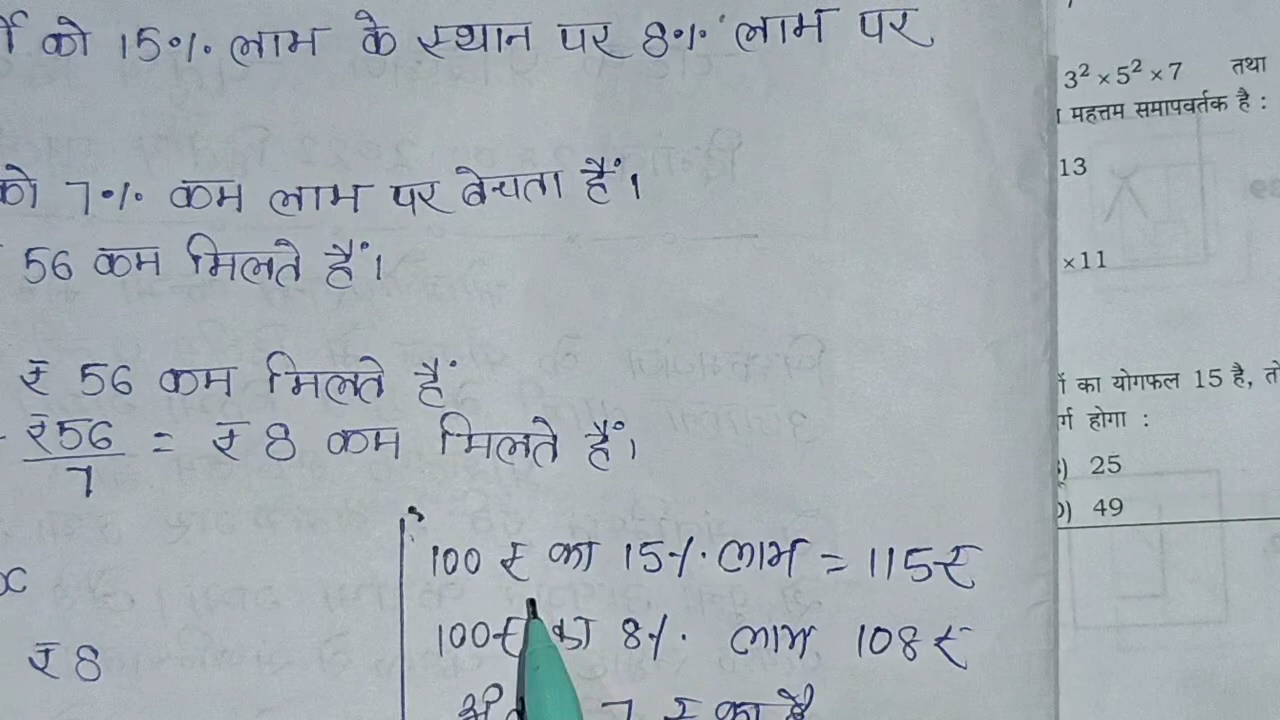 को 15% लाभ के स्थान पर 8% लाभ पर
को 7% कम लाभ पर बेचता है।
56 कम मिलते हैं।
₹ 56 कम मिलते हैं
₹56/7 = ₹ 8 कम मिलते हैं।
x
₹ 8
100 ₹ का 15% लाभ = 115₹
100₹ का 8% लाभ 108₹
7 ₹ का है
3² × 5² × 7 तथा
महत्तम समापवर्तक है :
13
×11
का योगफल 15 है, तो
होगा :
25
49